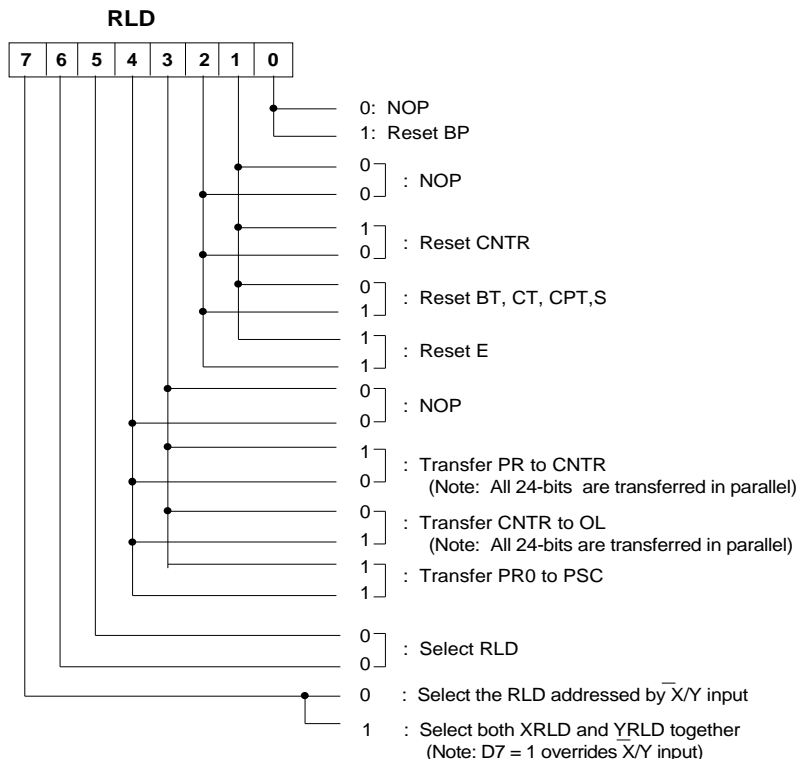 RLD
7 6 5 4 3 2 1 0
0: NOP
1: Reset BP
0
0
: NOP
1
0
: Reset CNTR
0
1
: Reset BT, CT, CPT,S
1
1
: Reset E
0
0
: NOP
1
0
: Transfer PR to CNTR
(Note: All 24-bits are transferred in parallel)
0
1
: Transfer CNTR to OL
(Note: All 24-bits are transferred in parallel)
1
1
: Transfer PR0 to PSC
0
0
: Select RLD
0 : Select the RLD addressed by X̅/Y input
1 : Select both XRLD and YRLD together
(Note: D7 = 1 overrides X̅/Y input)